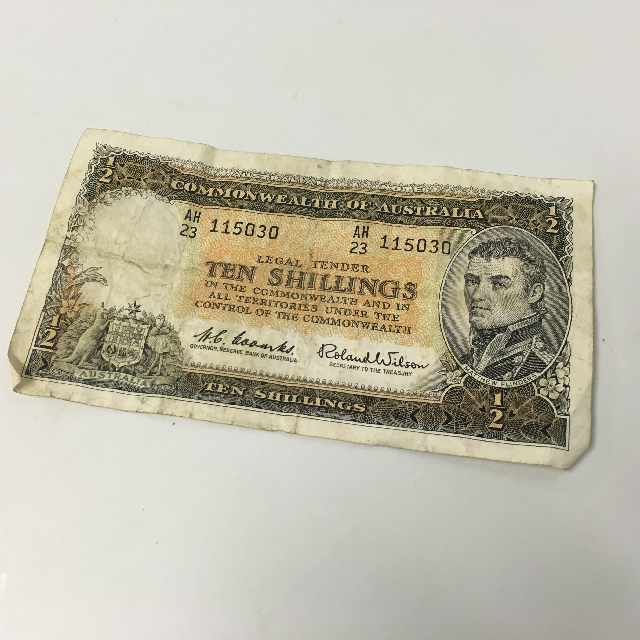 1/2
1/2
COMMONWEALTH OF AUSTRALIA
AH
23 115030
AH
23 115030
LEGAL TENDER
TEN SHILLINGS
IN THE COMMONWEALTH AND IN
ALL TERRITORIES UNDER THE
CONTROL OF THE COMMONWEALTH
H.C. Coombs.
GOVERNOR, RESERVE BANK OF AUSTRALIA
Roland Wilson
SECRETARY TO THE TREASURY
MATTHEW FLINDERS
1/2
AUSTRALIA
TEN SHILLINGS
1/2